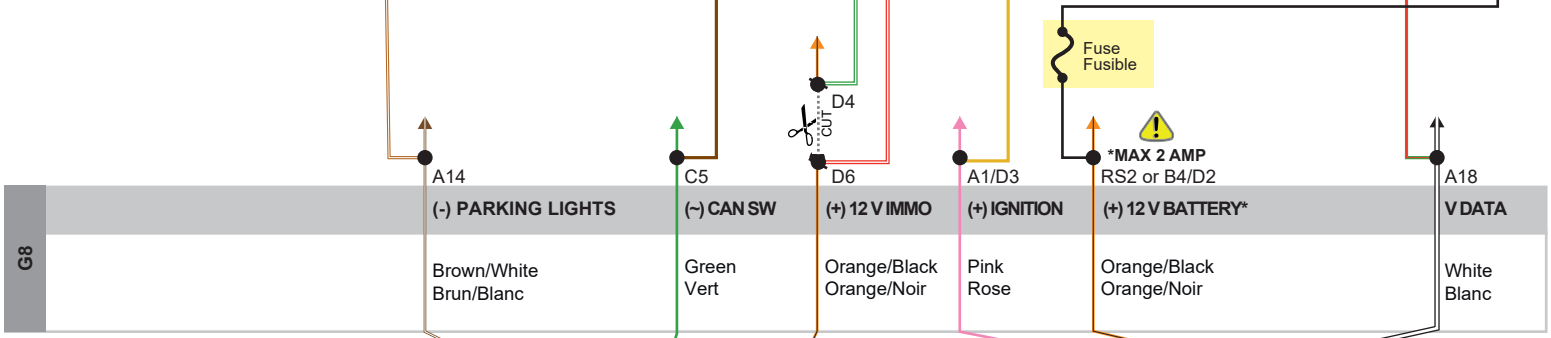 Fuse
Fusible
D4
CUT
*MAX 2 AMP
A14
C5
D6
A1/D3
RS2 or B4/D2
A18
(-) PARKING LIGHTS
(~) CAN SW
(+) 12 V IMMO
(+) IGNITION
(+) 12 V BATTERY*
V DATA
G8
Brown/White
Brun/Blanc
Green
Vert
Orange/Black
Orange/Noir
Pink
Rose
Orange/Black
Orange/Noir
White
Blanc